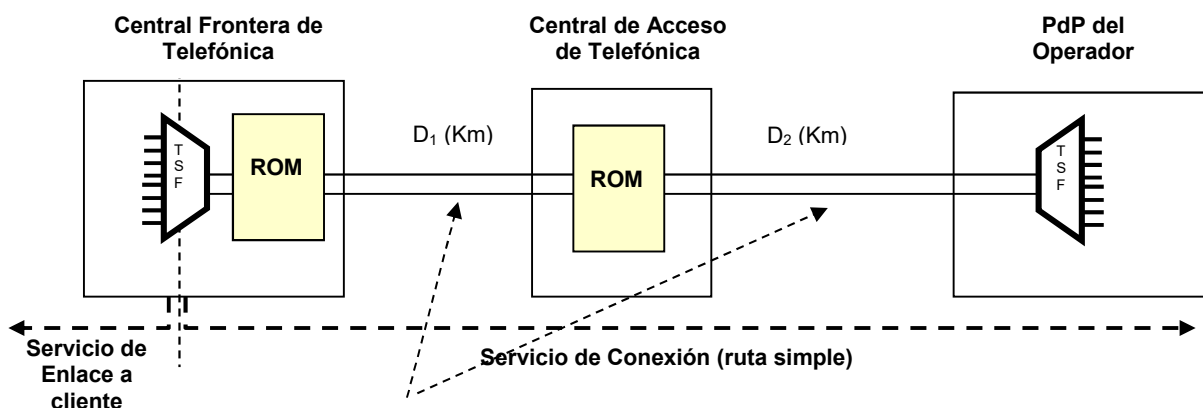 Central Frontera de
Telefónica
Central de Acceso
de Telefónica
PdP del
Operador
T
S
F
ROM
D1 (Km)
ROM
D2 (Km)
T
S
F
Servicio de
Enlace a
cliente
Servicio de Conexión (ruta simple)